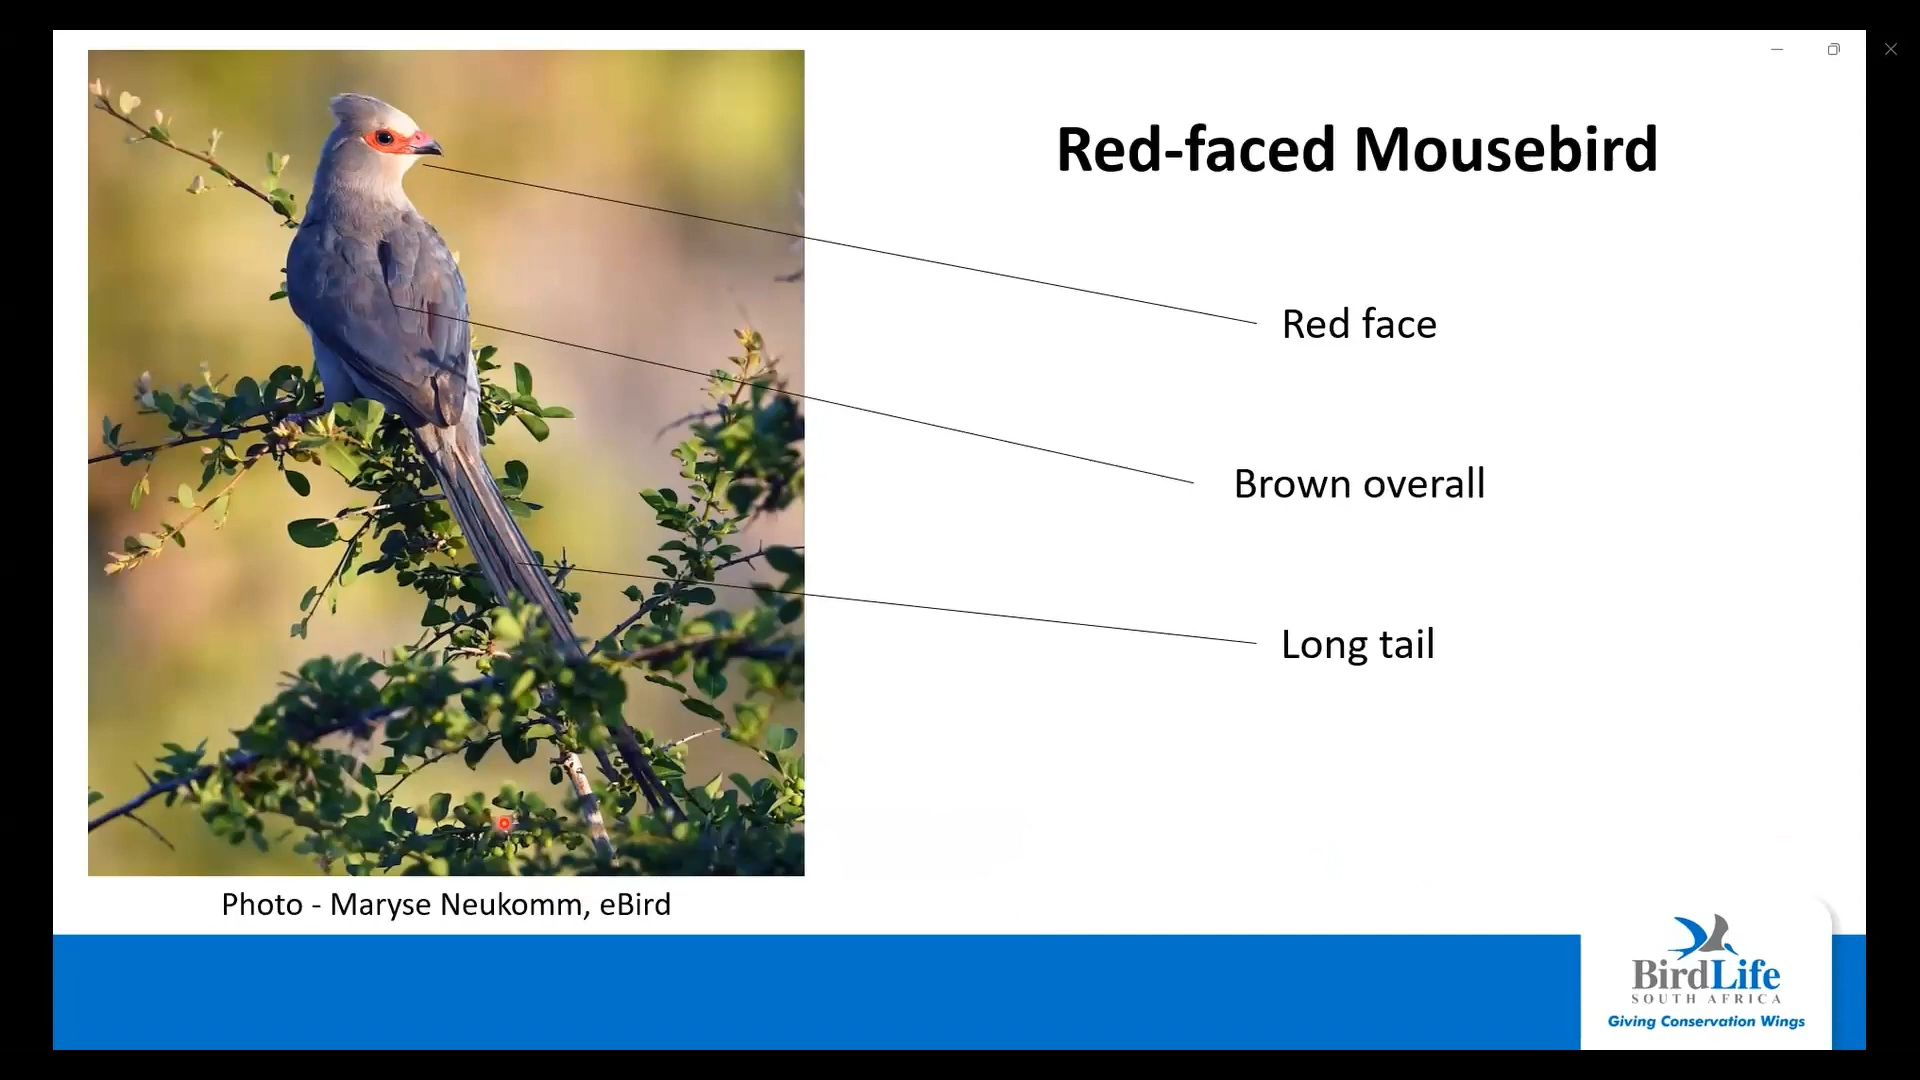 Red-faced Mousebird
Red face
Brown overall
Long tail
Photo - Maryse Neukomm, eBird
BirdLife
SOUTH AFRICA
Giving Conservation Wings